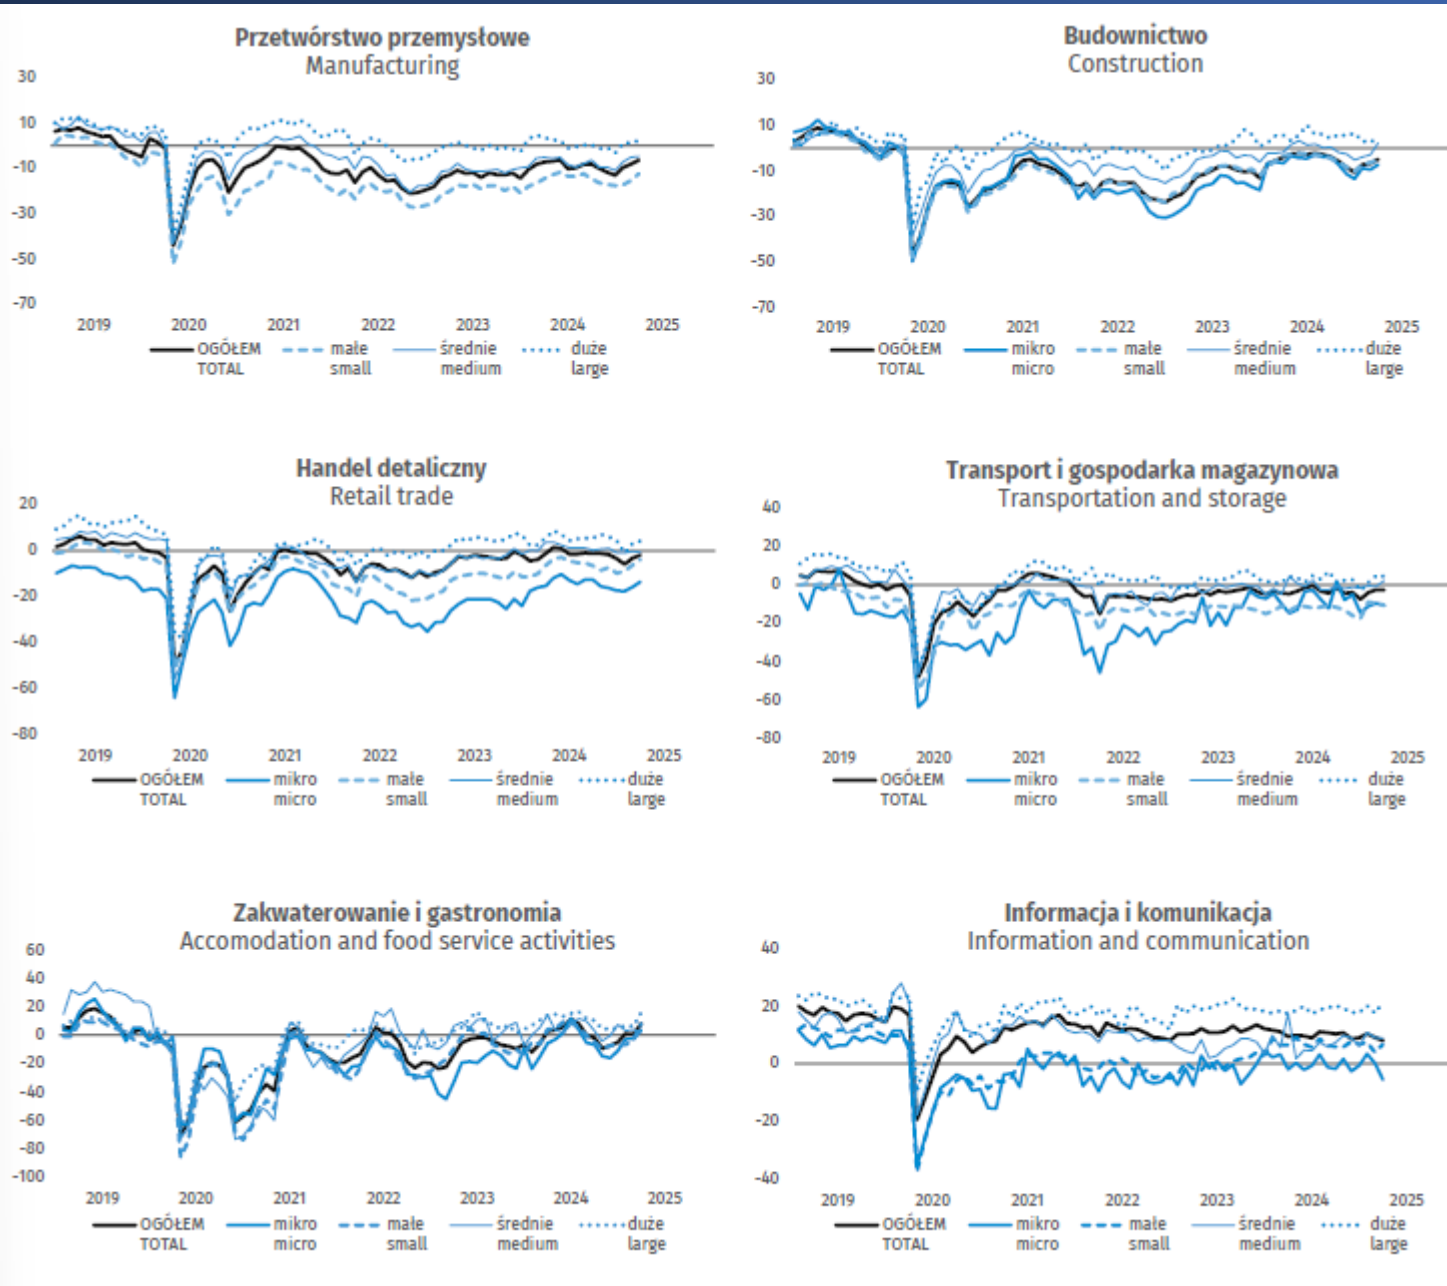 Przetwórstwo przemysłowe
Manufacturing
30
10
-10
-30
-50
-70
2019 2020 2021 2022 2023 2024 2025
OGÓŁEM małe średnie duże
TOTAL small medium large
Budownictwo
Construction
30
10
-10
-30
-50
-70
2019 2020 2021 2022 2023 2024 2025
OGÓŁEM mikro małe średnie duże
TOTAL micro small medium large
Handel detaliczny
Retail trade
20
0
-20
-40
-60
-80
2019 2020 2021 2022 2023 2024 2025
OGÓŁEM mikro małe średnie duże
TOTAL micro small medium large
Transport i gospodarka magazynowa
Transportation and storage
40
20
0
-20
-40
-60
-80
2019 2020 2021 2022 2023 2024 2025
OGÓŁEM mikro małe średnie duże
TOTAL micro small medium large
Zakwaterowanie i gastronomia
Accomodation and food service activities
60
40
20
0
-20
-40
-60
-80
-100
2019 2020 2021 2022 2023 2024 2025
OGÓŁEM mikro małe średnie duże
TOTAL micro small medium large
Informacja i komunikacja
Information and communication
40
20
0
-20
-40
2019 2020 2021 2022 2023 2024 2025
OGÓŁEM mikro małe średnie duże
TOTAL micro small medium large